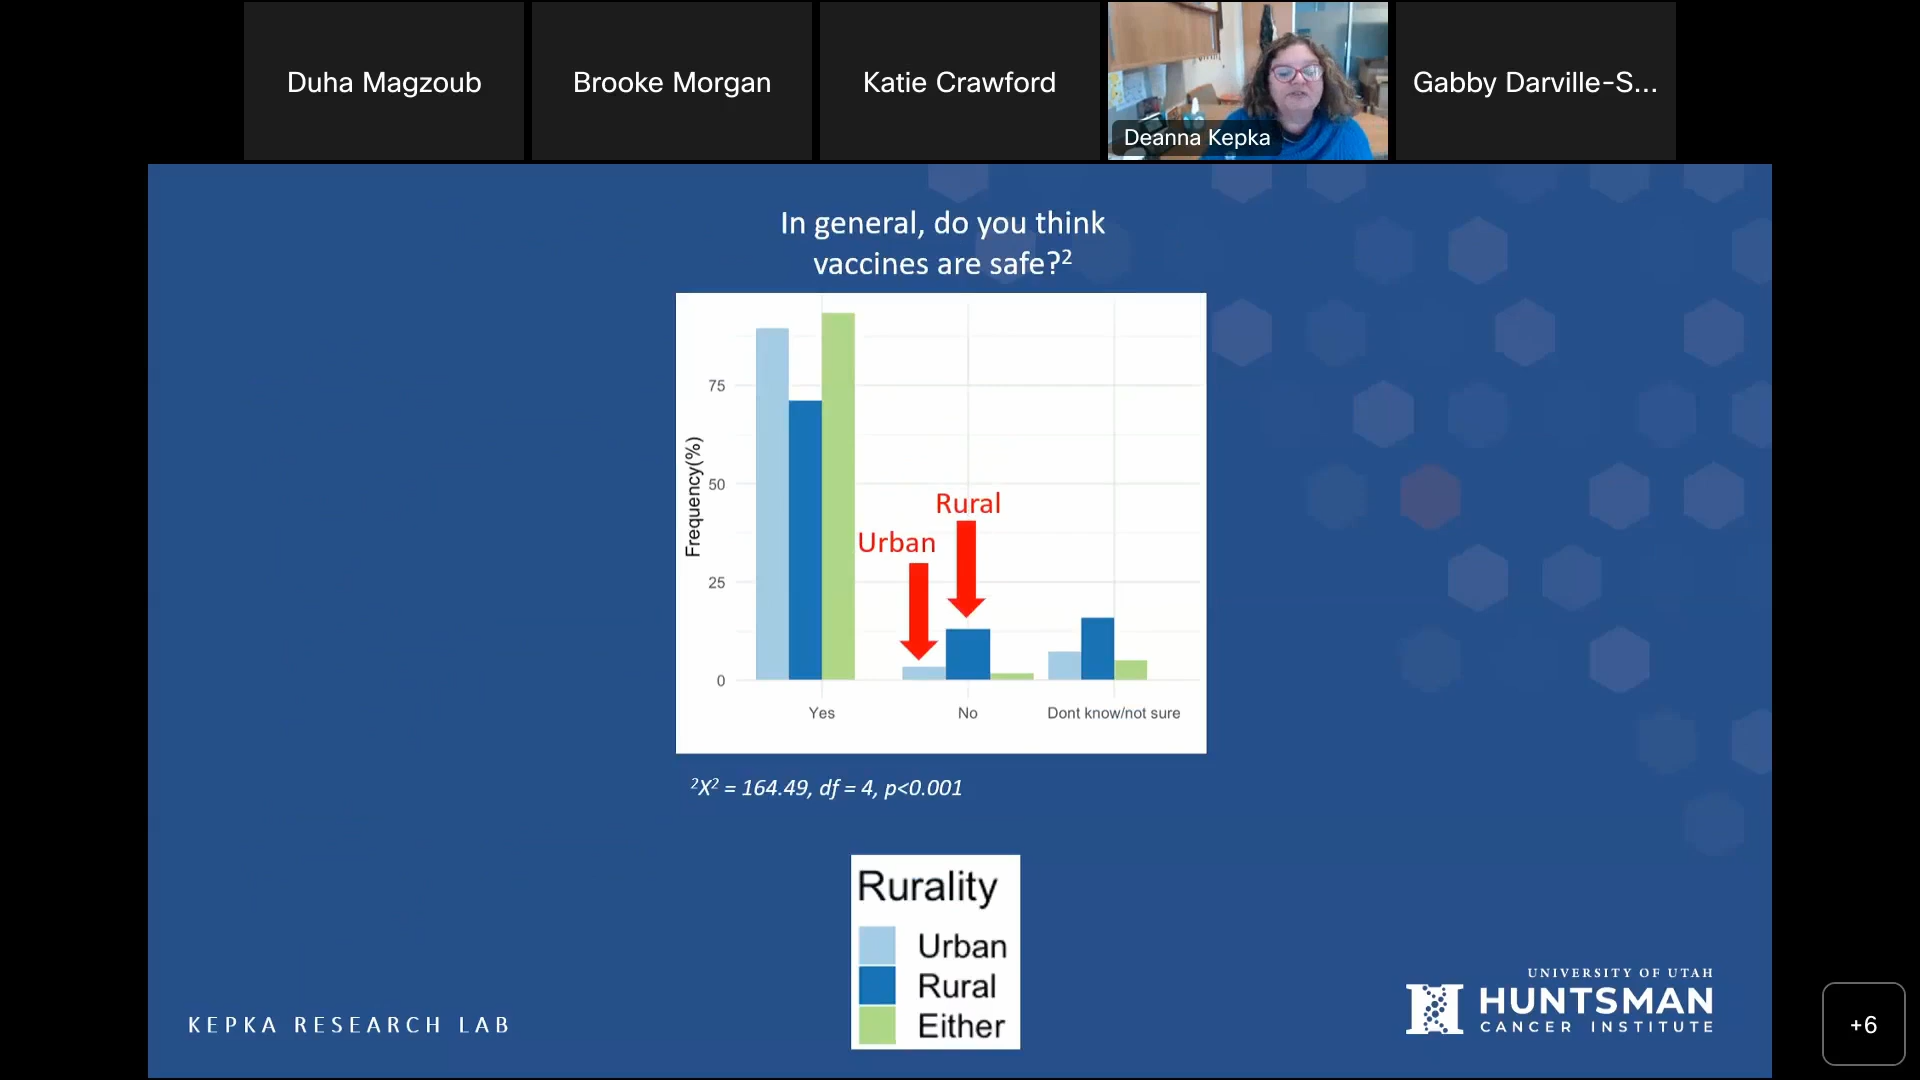 Duha Magzoub
Brooke Morgan
Katie Crawford
Deanna Kepka
Gabby Darville-S...
In general, do you think
vaccines are safe?²
Frequency(%)
75
50
25
0
Rural
Urban
Yes
No
Dont know/not sure
²X² = 164.49, df = 4, p<0.001
Rurality
Urban
Rural
Either
KEPKA RESEARCH LAB
UNIVERSITY OF UTAH
HUNTSMAN
CANCER INSTITUTE
+6